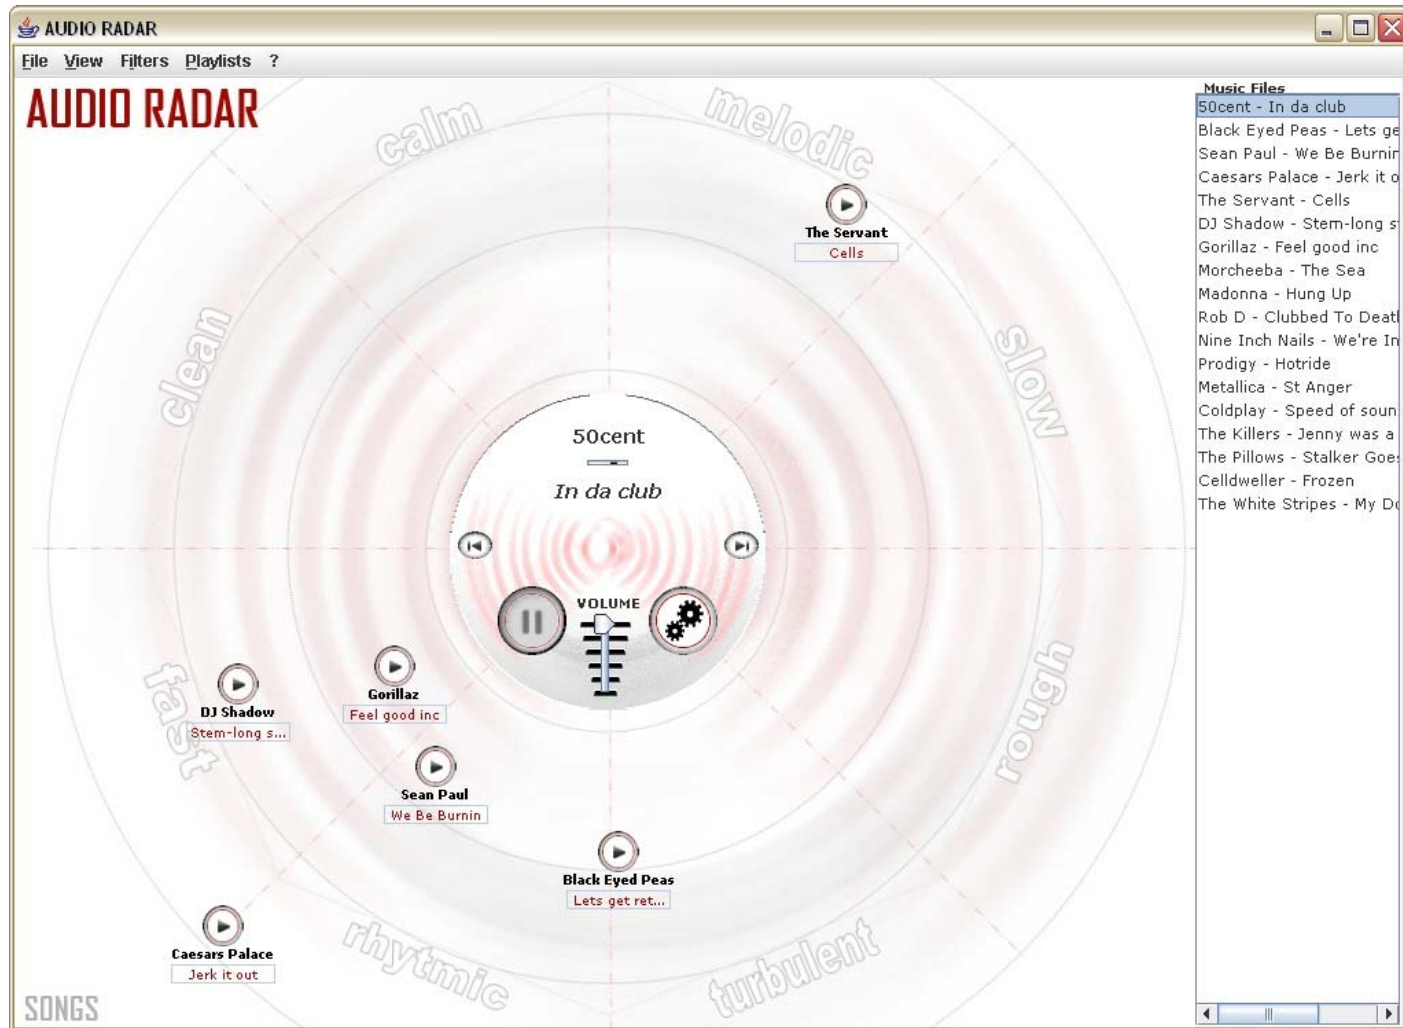 AUDIO RADAR
File View Filters Playlists ?
AUDIO RADAR
calm
melodic
clean
slow
fast
rough
rhytmic
turbulent
The Servant
Cells
50cent
In da club
VOLUME
DJ Shadow
Stem-long s...
Gorillaz
Feel good inc
Sean Paul
We Be Burnin
Black Eyed Peas
Lets get ret...
Caesars Palace
Jerk it out
SONGS
Music Files
50cent - In da club
Black Eyed Peas - Lets ge
Sean Paul - We Be Burnin
Caesars Palace - Jerk it o
The Servant - Cells
DJ Shadow - Stem-long s
Gorillaz - Feel good inc
Morcheeba - The Sea
Madonna - Hung Up
Rob D - Clubbed To Death
Nine Inch Nails - We're In
Prodigy - Hotride
Metallica - St Anger
Coldplay - Speed of soun
The Killers - Jenny was a
The Pillows - Stalker Goes
Celldweller - Frozen
The White Stripes - My Do